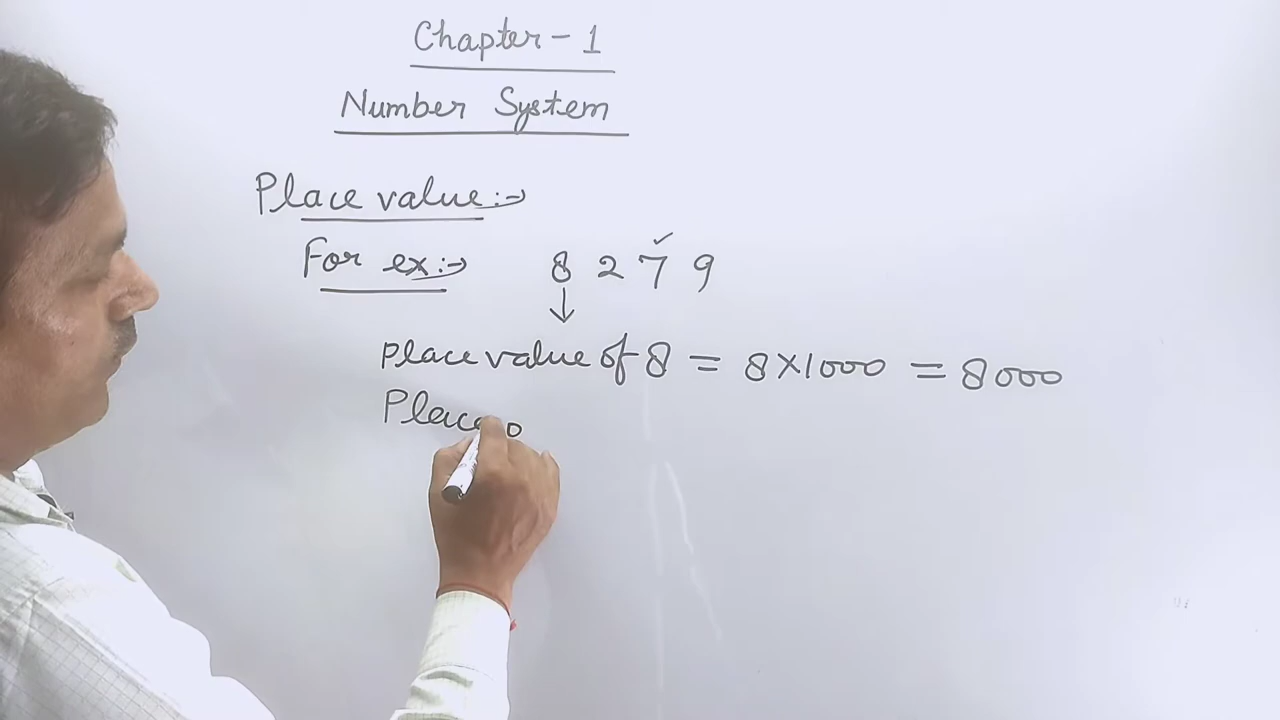 Chapter - 1
Number System
Place value :-
For ex :-
8 2 7 9
Place value of 8 = 8×1000 = 8000
Place